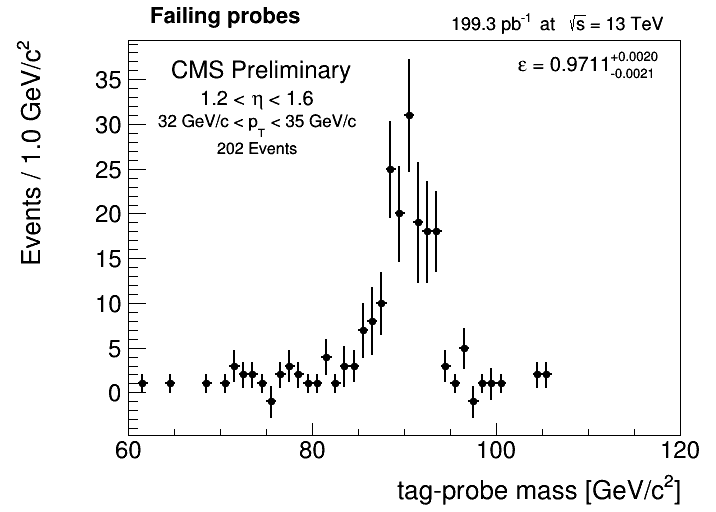 Failing probes
199.3 pb⁻¹ at √s = 13 TeV
CMS Preliminary
ε = 0.9711 +0.0020 -0.0021
1.2 < η < 1.6
32 GeV/c < p_T < 35 GeV/c
202 Events
Events / 1.0 GeV/c²
35
30
25
20
15
10
5
0
60 80 100 120
tag-probe mass [GeV/c²]